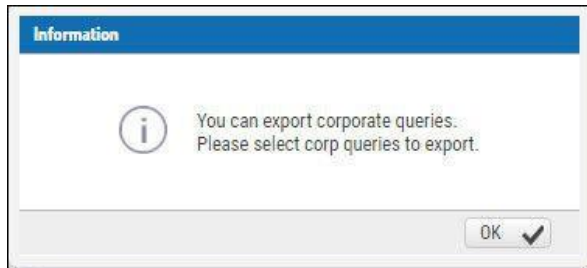 Information
You can export corporate queries.
Please select corp queries to export.
OK